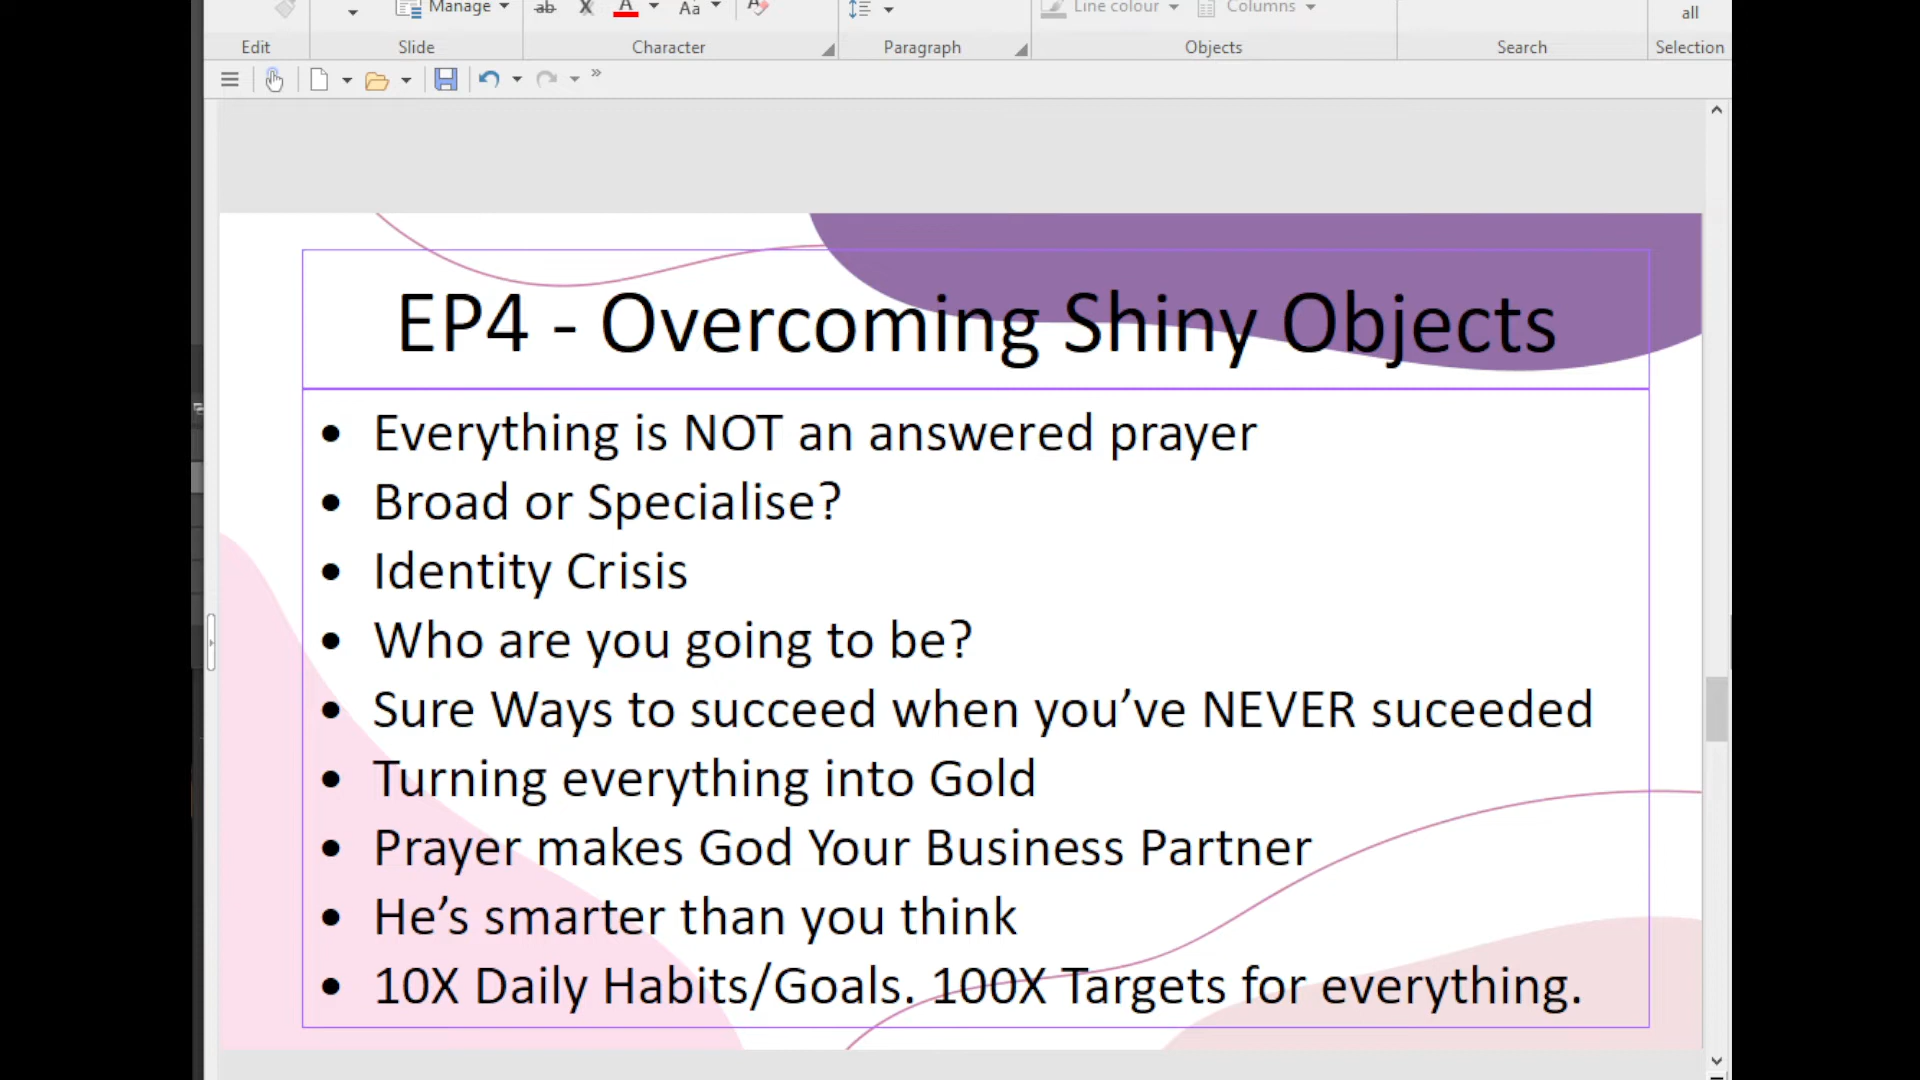 Manage
ab
X
A
Aa
A
Line colour
Columns
all
Edit
Slide
Character
Paragraph
Objects
Search
Selection
»
EP4 - Overcoming Shiny Objects
• Everything is NOT an answered prayer
• Broad or Specialise?
• Identity Crisis
• Who are you going to be?
• Sure Ways to succeed when you’ve NEVER suceeded
• Turning everything into Gold
• Prayer makes God Your Business Partner
• He’s smarter than you think
• 10X Daily Habits/Goals. 100X Targets for everything.